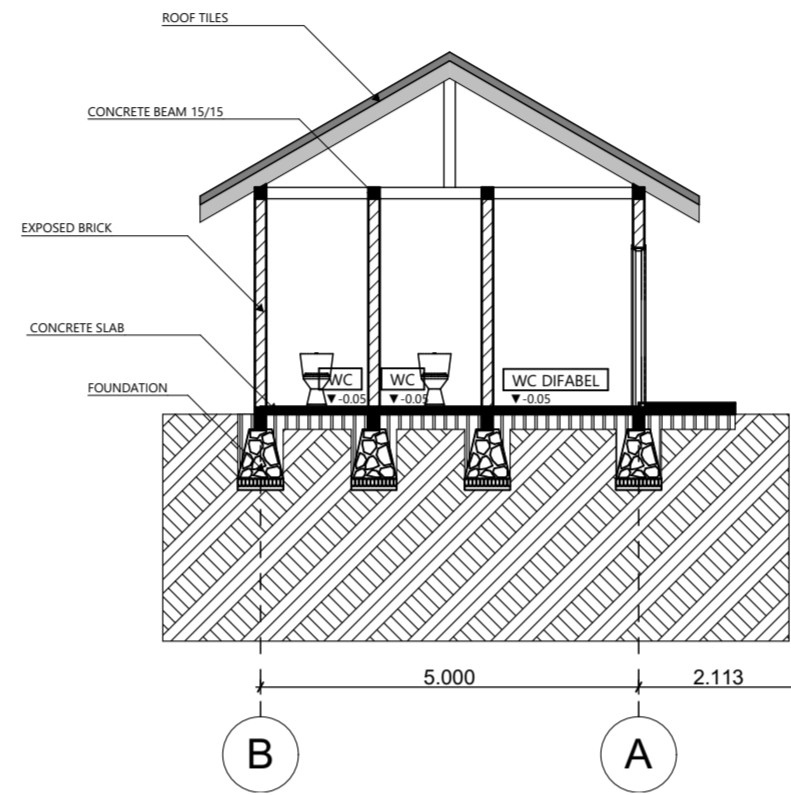 ROOF TILES
CONCRETE BEAM 15/15
EXPOSED BRICK
CONCRETE SLAB
FOUNDATION
WC
WC
WC DIFABEL
▼-0.05
▼-0.05
▼-0.05
5.000
2.113
B
A